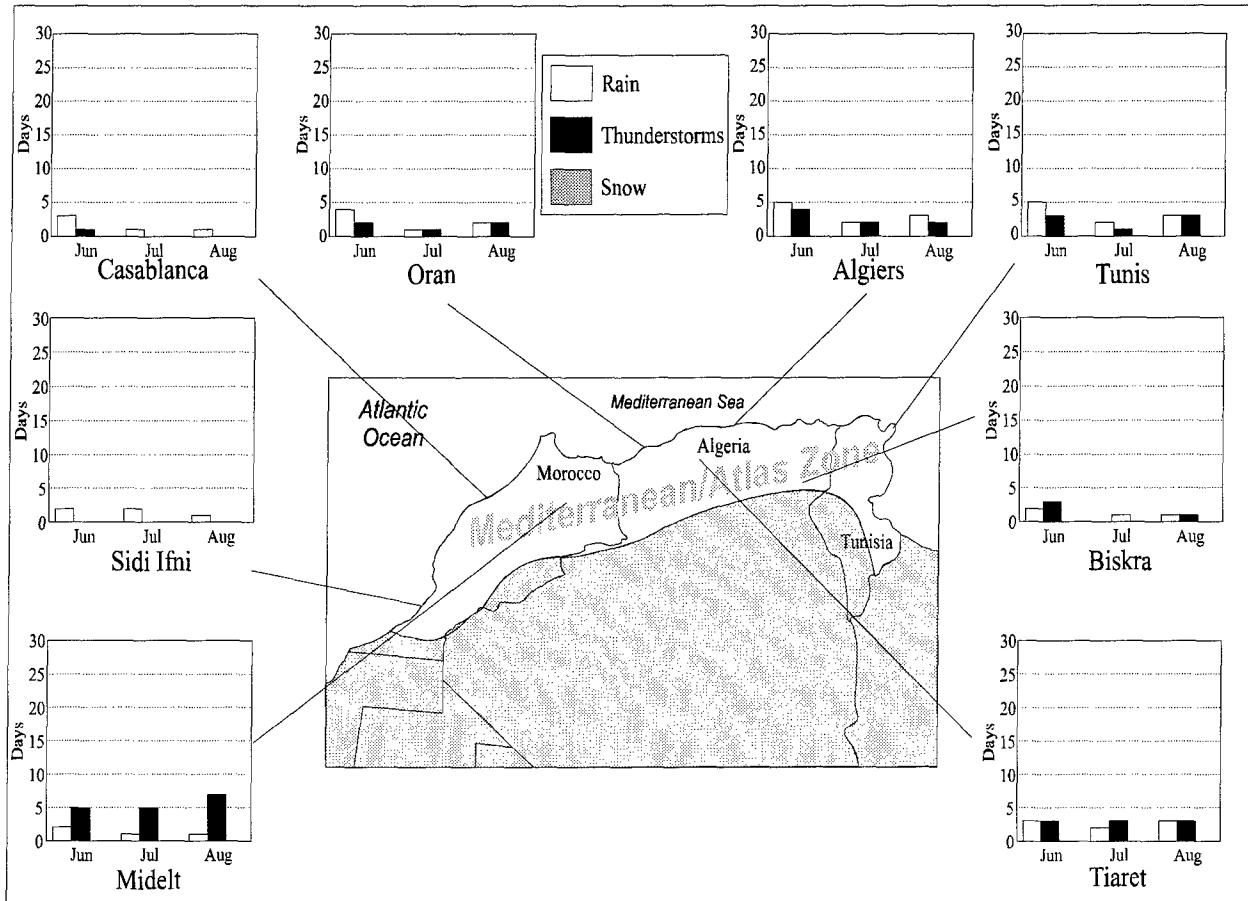 30
25
20
15
10
5
0
Days
Jun Jul Aug
Casablanca
30
25
20
15
10
5
0
Days
Jun Jul Aug
Oran
Rain
Thunderstorms
Snow
30
25
20
15
10
5
0
Days
Jun Jul Aug
Algiers
30
25
20
15
10
5
0
Days
Jun Jul Aug
Tunis
30
25
20
15
10
5
0
Days
Jun Jul Aug
Sidi Ifni
Atlantic
Ocean
Mediterranean Sea
Morocco
Algeria
Mediterranean/Atlas Zone
Tunisia
30
25
20
15
10
5
0
Days
Jun Jul Aug
Biskra
30
25
20
15
10
5
0
Days
Jun Jul Aug
Midelt
30
25
20
15
10
5
0
Days
Jun Jul Aug
Tiaret